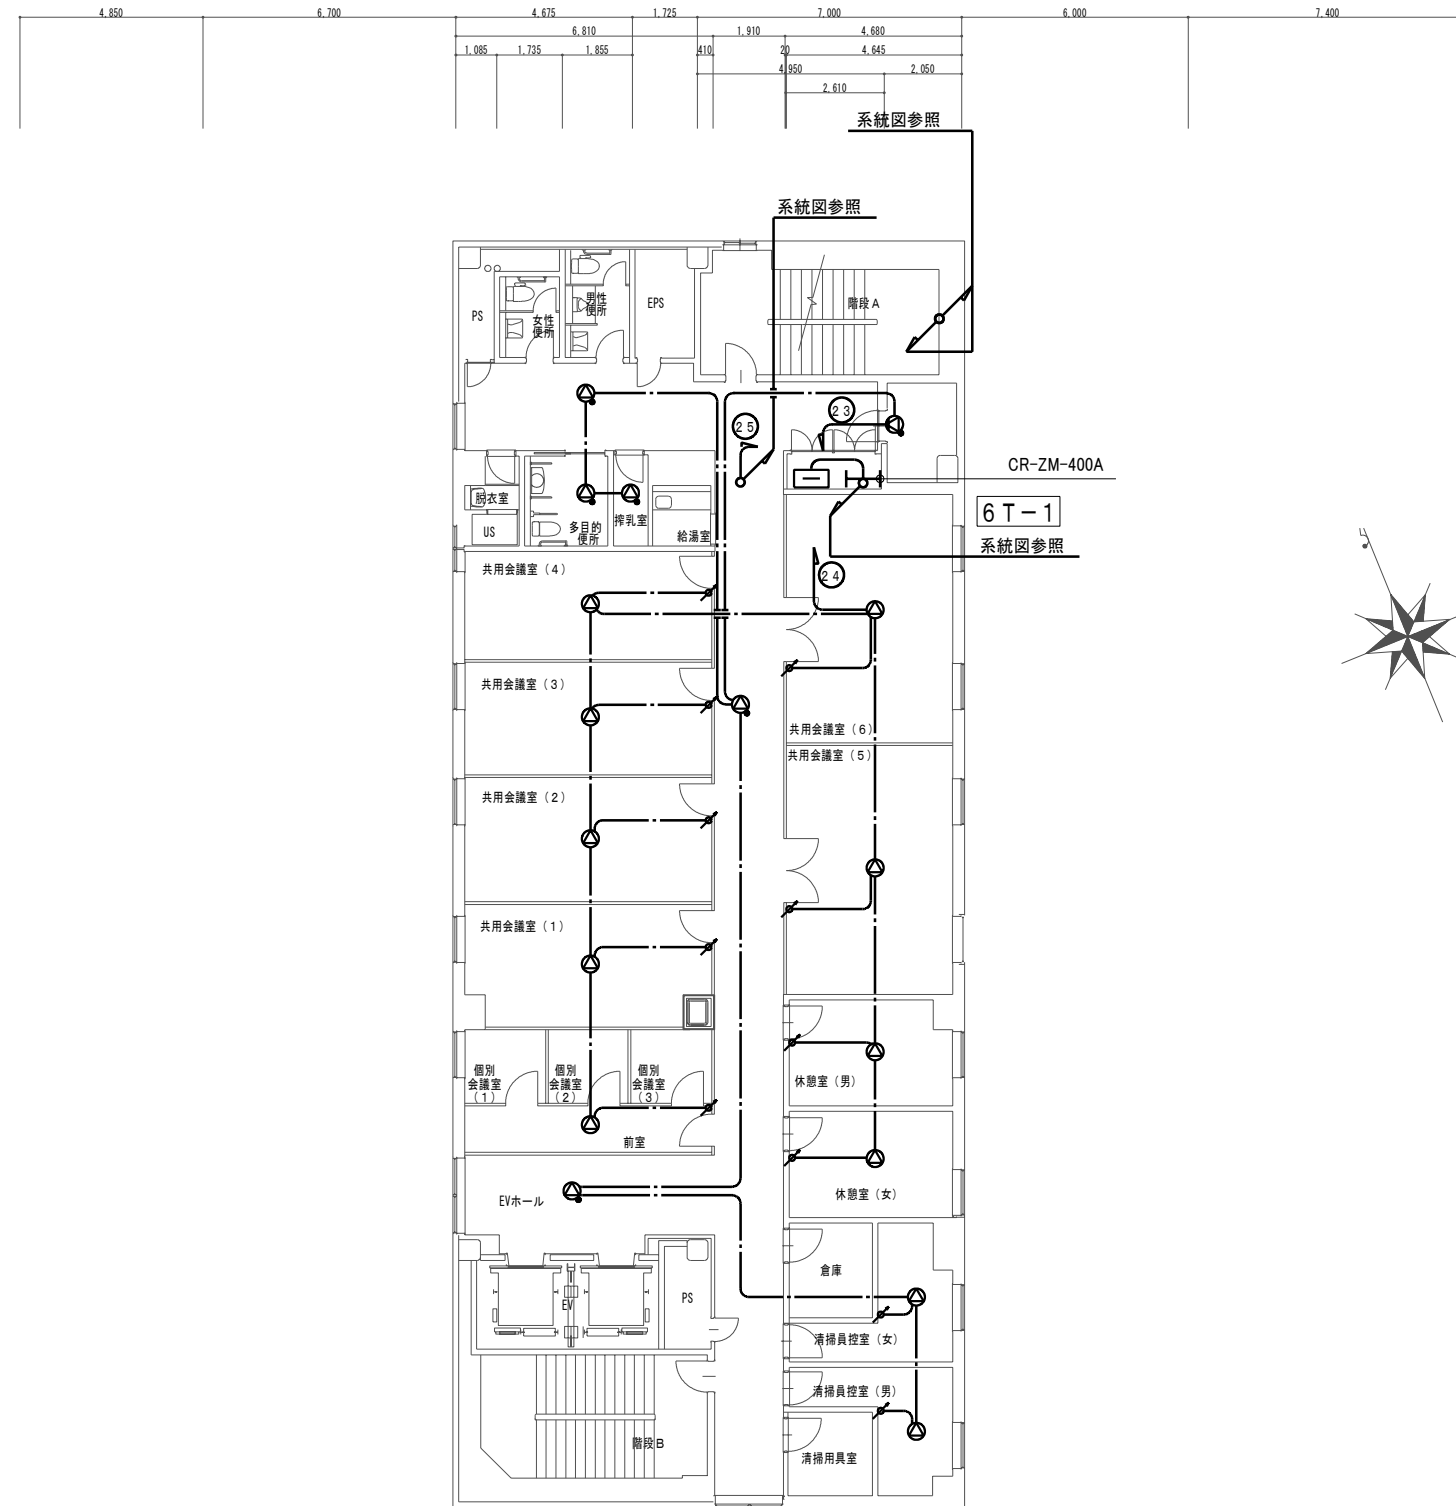 4,850
6,700
4,675
1,725
7,000
6,000
7,400
6,810
1,910
4,680
1,085
1,735
1,855
410
20
4,645
4,950
2,050
2,610
系統図参照
系統図参照
PS
女性
便所
男性
便所
EPS
階段A
23
25
CR-ZM-400A
6T-1
系統図参照
脱衣室
US
多目的
便所
搾乳室
給湯室
24
共用会議室(4)
共用会議室(3)
共用会議室(6)
共用会議室(5)
共用会議室(2)
共用会議室(1)
個別
会議室
(1)
個別
会議室
(2)
個別
会議室
(3)
休憩室(男)
前室
EVホール
休憩室(女)
倉庫
EV
PS
清掃員控室(女)
清掃員控室(男)
階段B
清掃用具室